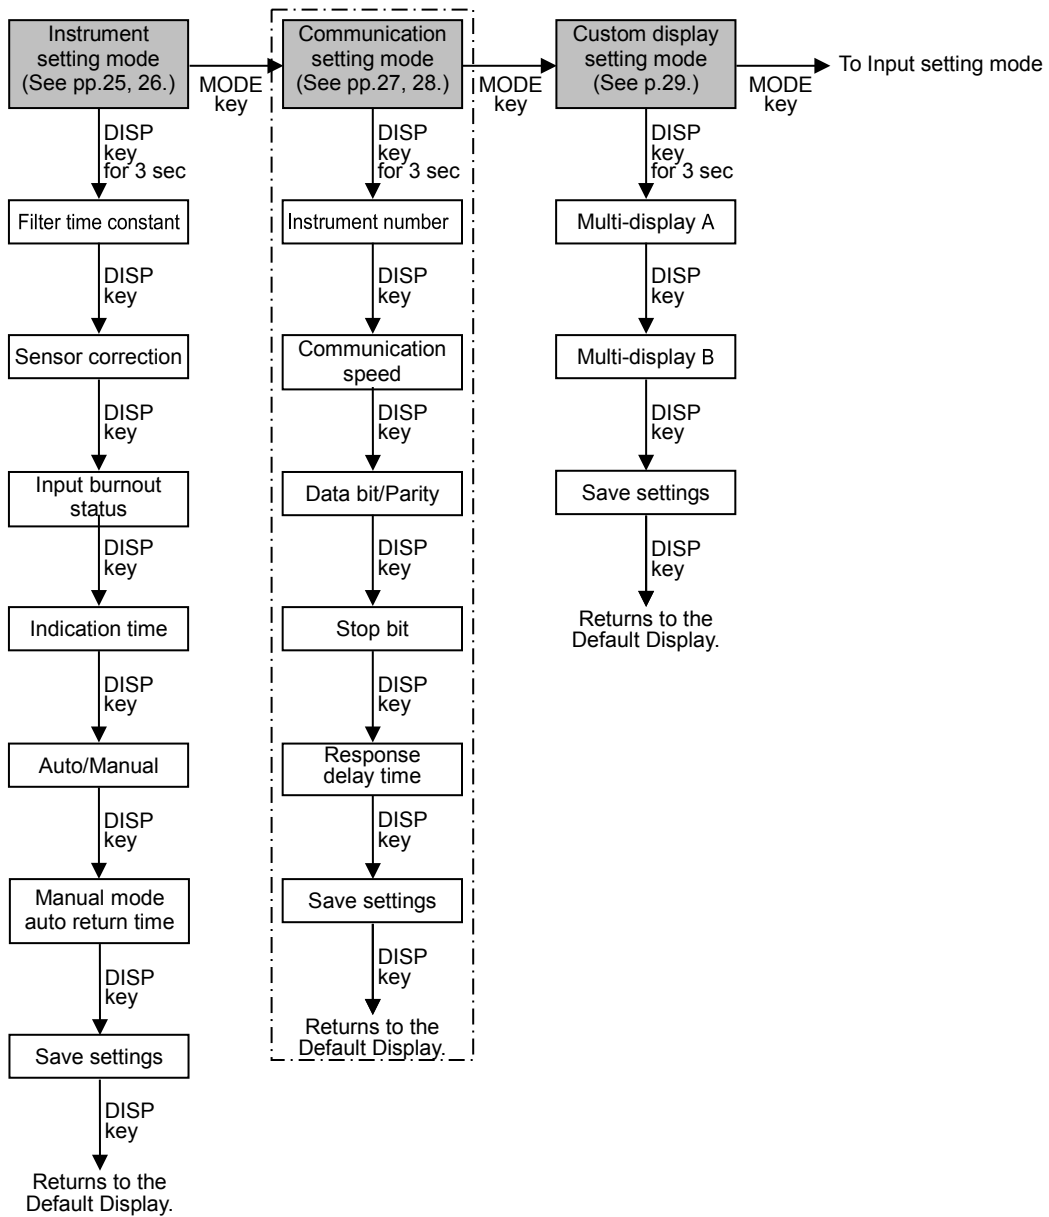 Instrument
setting mode
(See pp.25, 26.)
MODE
key
Communication
setting mode
(See pp.27, 28.)
MODE
key
Custom display
setting mode
(See p.29.)
MODE
key
To Input setting mode
DISP
key
for 3 sec
Filter time constant
DISP
key
Sensor correction
DISP
key
Input burnout
status
DISP
key
Indication time
DISP
key
Auto/Manual
DISP
key
Manual mode
auto return time
DISP
key
Save settings
DISP
key
Returns to the
Default Display.
DISP
key
for 3 sec
Instrument number
DISP
key
Communication
speed
DISP
key
Data bit/Parity
DISP
key
Stop bit
DISP
key
Response
delay time
DISP
key
Save settings
DISP
key
Returns to the
Default Display.
DISP
key
for 3 sec
Multi-display A
DISP
key
Multi-display B
DISP
key
Save settings
DISP
key
Returns to the
Default Display.